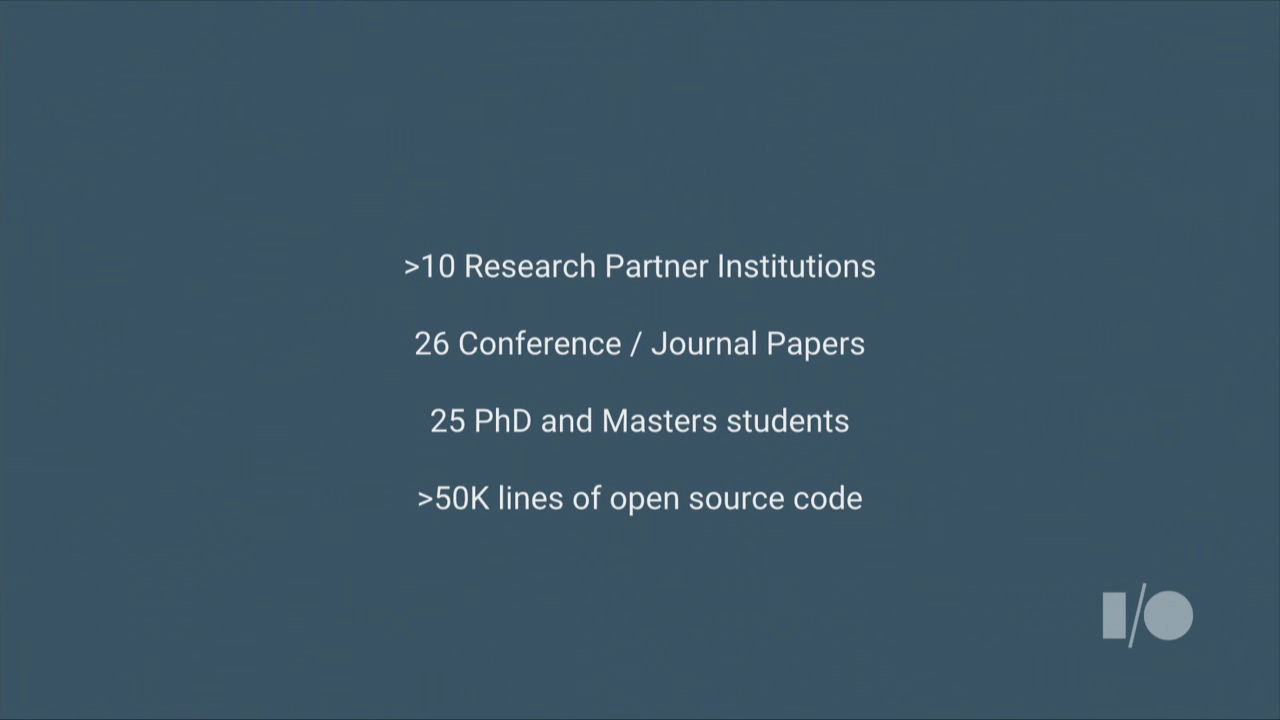 >10 Research Partner Institutions
26 Conference / Journal Papers
25 PhD and Masters students
>50K lines of open source code
I/O